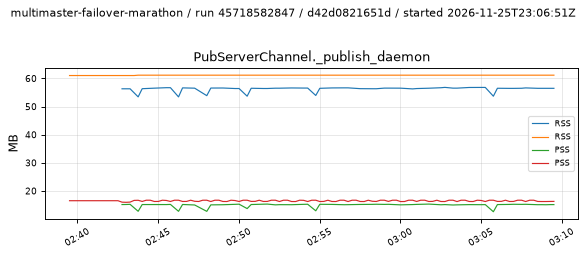 multimaster-failover-marathon / run 45718582847 / d42d0821651d / started 2026-11-25T23:06:51Z
PubServerChannel._publish_daemon
MB
60
50
40
30
20
RSS
RSS
PSS
PSS
02:40
02:45
02:50
02:55
03:00
03:05
03:10